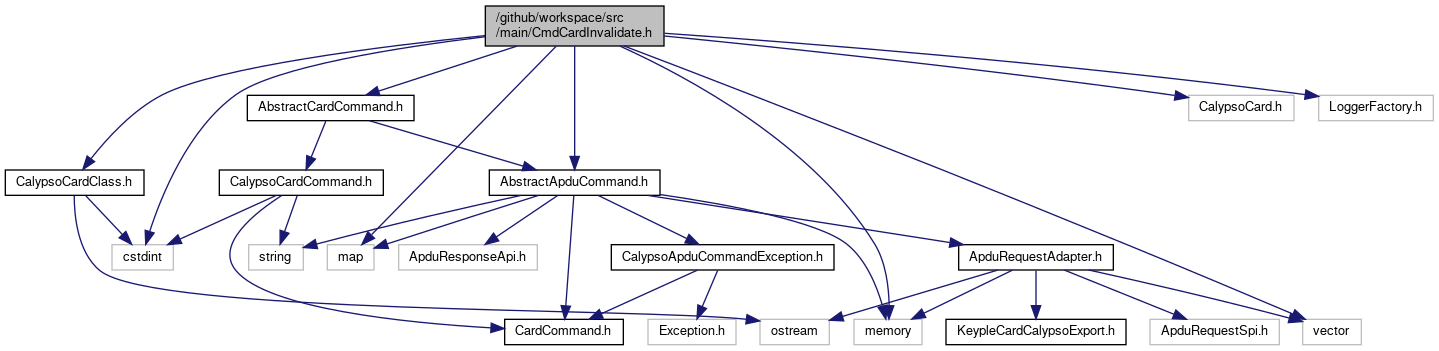 /github/workspace/src
/main/CmdCardInvalidate.h
AbstractCardCommand.h
CalypsoCard.h
LoggerFactory.h
CalypsoCardClass.h
CalypsoCardCommand.h
AbstractApduCommand.h
cstdint
string
map
ApduResponseApi.h
CalypsoApduCommandException.h
ApduRequestAdapter.h
CardCommand.h
Exception.h
ostream
memory
KeypleCardCalypsoExport.h
ApduRequestSpi.h
vector